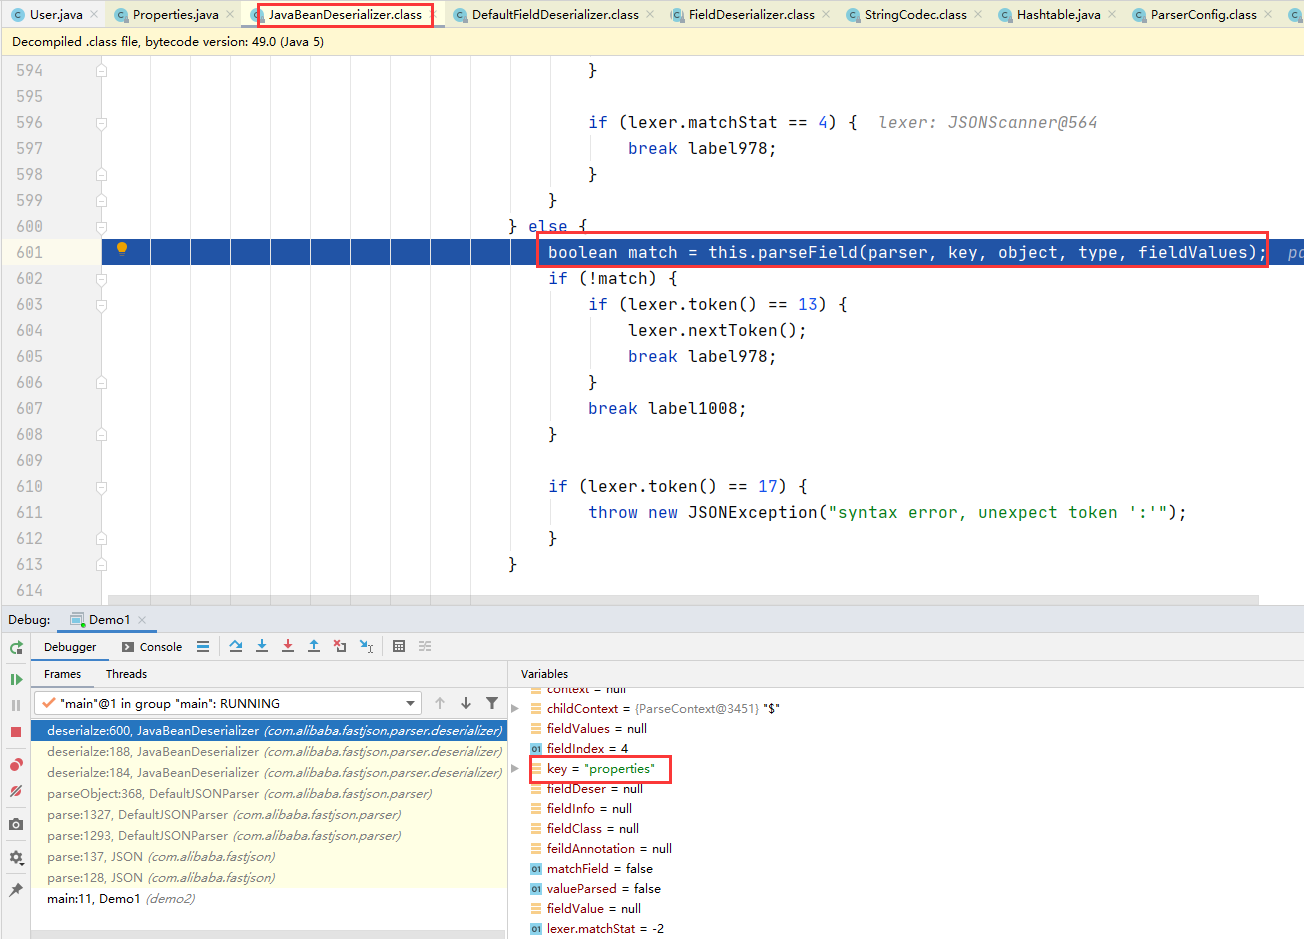 User.java
Properties.java
JavaBeanDeserializer.class
DefaultFieldDeserializer.class
FieldDeserializer.class
StringCodec.class
Hashtable.java
ParserConfig.class
Decompiled .class file, bytecode version: 49.0 (Java 5)
594 }
595
596 if (lexer.matchStat == 4) { lexer: JSONScanner@564
597 break label978;
598 }
599 }
600 } else {
601 boolean match = this.parseField(parser, key, object, type, fieldValues);
602 if (!match) {
603 if (lexer.token() == 13) {
604 lexer.nextToken();
605 break label978;
606 }
607 break label1008;
608 }
609
610 if (lexer.token() == 17) {
611 throw new JSONException("syntax error, unexpect token ':'");
612 }
613 }
614
Debug: Demo1
Debugger Console
Frames Threads
Variables
"main"@1 in group "main": RUNNING
deserialze:600, JavaBeanDeserializer (com.alibaba.fastjson.parser.deserializer)
deserialze:188, JavaBeanDeserializer (com.alibaba.fastjson.parser.deserializer)
deserialze:184, JavaBeanDeserializer (com.alibaba.fastjson.parser.deserializer)
parseObject:368, DefaultJSONParser (com.alibaba.fastjson.parser)
parse:1327, DefaultJSONParser (com.alibaba.fastjson.parser)
parse:1293, DefaultJSONParser (com.alibaba.fastjson.parser)
parse:137, JSON (com.alibaba.fastjson)
parse:128, JSON (com.alibaba.fastjson)
main:11, Demo1 (demo2)
context = null
childContext = {ParseContext@3451} "$"
fieldValues = null
fieldIndex = 4
key = "properties"
fieldDeser = null
fieldInfo = null
fieldClass = null
feildAnnotation = null
matchField = false
valueParsed = false
fieldValue = null
lexer.matchStat = -2